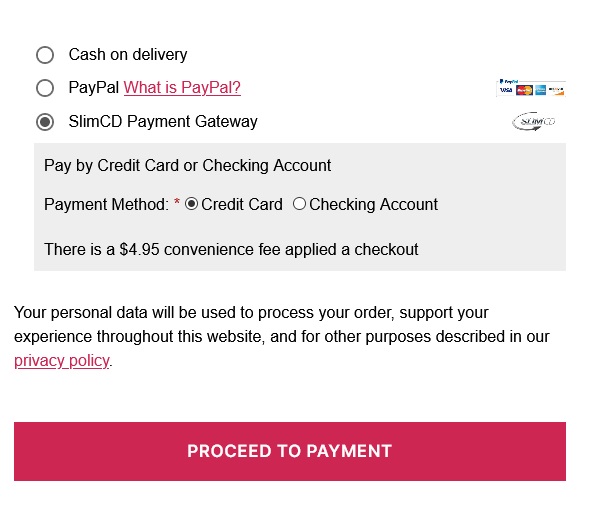 Cash on delivery
PayPal What is PayPal?
PayPal
VISA
SlimCD Payment Gateway
SLIMCD
Pay by Credit Card or Checking Account
Payment Method: * Credit Card Checking Account
There is a $4.95 convenience fee applied a checkout
Your personal data will be used to process your order, support your
experience throughout this website, and for other purposes described in our
privacy policy.
PROCEED TO PAYMENT